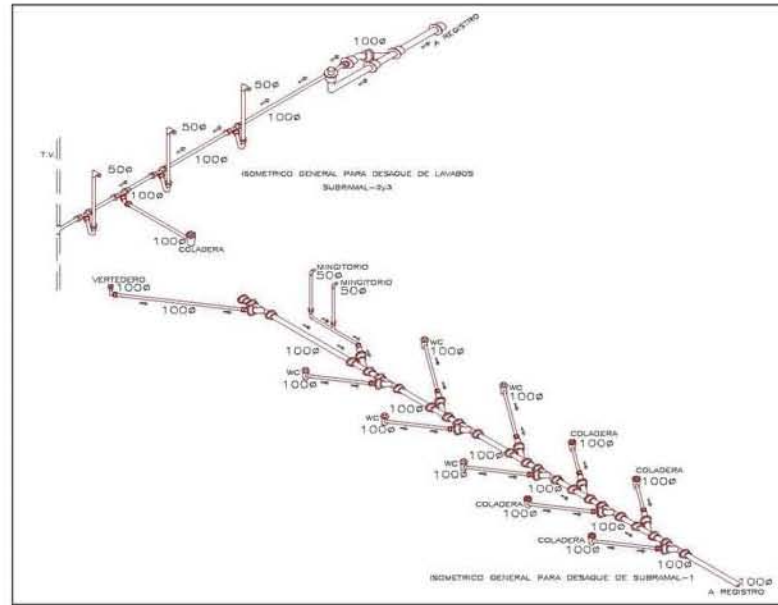 100ø
A REGISTRO
50ø
100ø
50ø
T.V.
100ø
50ø
ISOMETRICO GENERAL PARA DESAQUE DE LAVABOS
SUBRAMAL-2y3
100ø
100ø
COLADERA
VERTEDERO
100ø
100ø
MINGITORIO
50ø
MINGITORIO
50ø
100ø
WC
100ø
WC
100ø
100ø
WC
100ø
WC
100ø
100ø
COLADERA
100ø
WC
100ø
100ø
COLADERA
100ø
COLADERA
100ø
100ø
COLADERA
100ø
100ø
ISOMETRICO GENERAL PARA DESAQUE DE SUBRAMAL-1
100ø
A REGISTRO